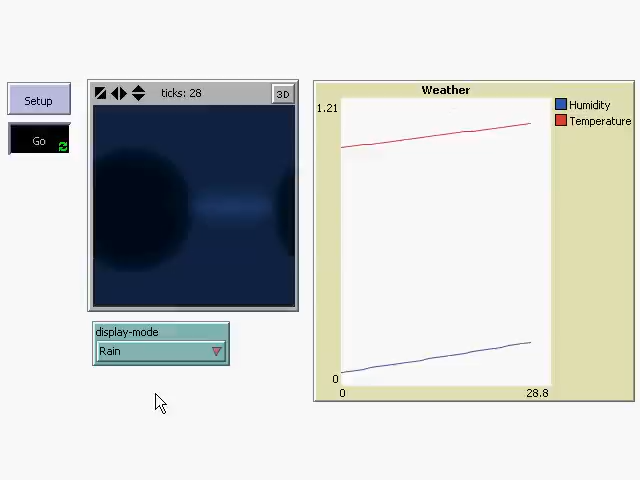 Setup
Go
ticks: 28
3D
display-mode
Rain
Weather
1.21
0
0
28.8
Humidity
Temperature